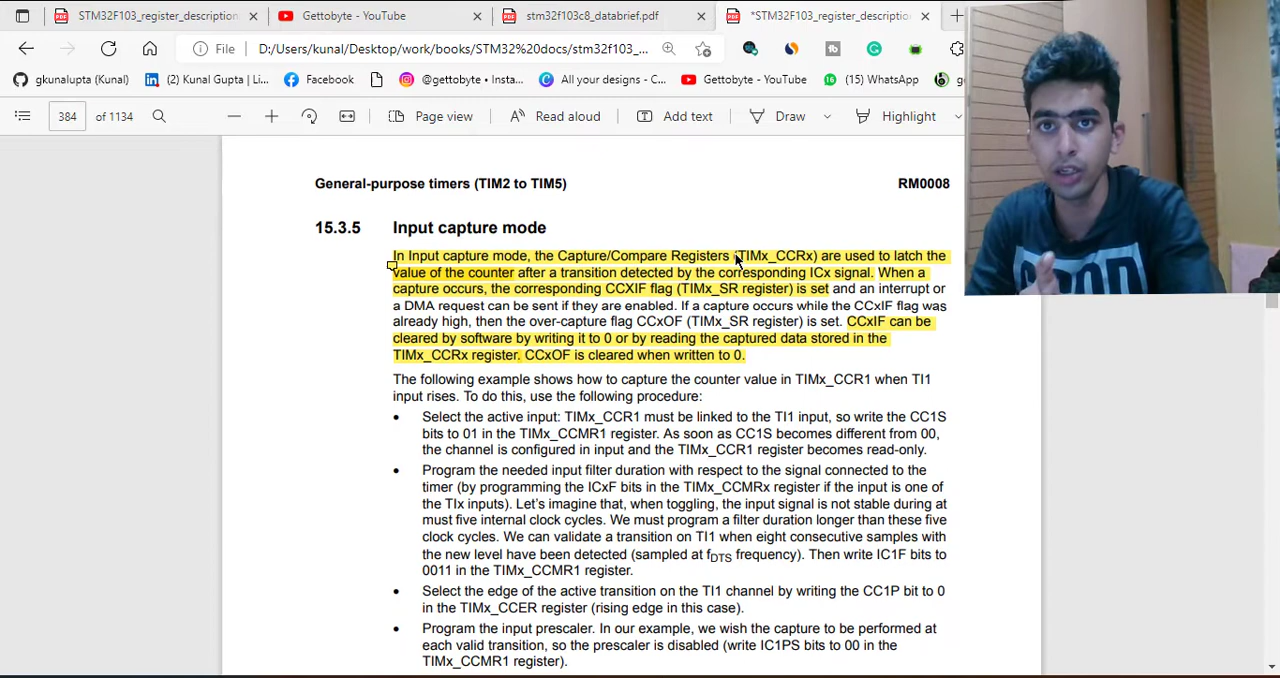 STM32F103_register_description
Gettobyte - YouTube
stm32f103c8_databrief.pdf
*STM32F103_register_description
File
D:/Users/kunal/Desktop/work/books/STM32%20docs/stm32f103_...
gkunalupta (Kunal)
(2) Kunal Gupta | Li...
Facebook
@gettobyte • Insta...
All your designs - C...
Gettobyte - YouTube
(15) WhatsApp
384 of 1134
Page view
Read aloud
Add text
Draw
Highlight
General-purpose timers (TIM2 to TIM5)
RM0008
15.3.5 Input capture mode
In Input capture mode, the Capture/Compare Registers (TIMx_CCRx) are used to latch the
value of the counter after a transition detected by the corresponding ICx signal. When a
capture occurs, the corresponding CCXIF flag (TIMx_SR register) is set and an interrupt or
a DMA request can be sent if they are enabled. If a capture occurs while the CCxIF flag was
already high, then the over-capture flag CCxOF (TIMx_SR register) is set. CCxIF can be
cleared by software by writing it to 0 or by reading the captured data stored in the
TIMx_CCRx register. CCxOF is cleared when written to 0.
The following example shows how to capture the counter value in TIMx_CCR1 when TI1
input rises. To do this, use the following procedure:
• Select the active input: TIMx_CCR1 must be linked to the TI1 input, so write the CC1S
bits to 01 in the TIMx_CCMR1 register. As soon as CC1S becomes different from 00,
the channel is configured in input and the TIMx_CCR1 register becomes read-only.
• Program the needed input filter duration with respect to the signal connected to the
timer (by programming the ICxF bits in the TIMx_CCMRx register if the input is one of
the TIx inputs). Let's imagine that, when toggling, the input signal is not stable during at
must five internal clock cycles. We must program a filter duration longer than these five
clock cycles. We can validate a transition on TI1 when eight consecutive samples with
the new level have been detected (sampled at fDTS frequency). Then write IC1F bits to
0011 in the TIMx_CCMR1 register.
• Select the edge of the active transition on the TI1 channel by writing the CC1P bit to 0
in the TIMx_CCER register (rising edge in this case).
• Program the input prescaler. In our example, we wish the capture to be performed at
each valid transition, so the prescaler is disabled (write IC1PS bits to 00 in the
TIMx_CCMR1 register).